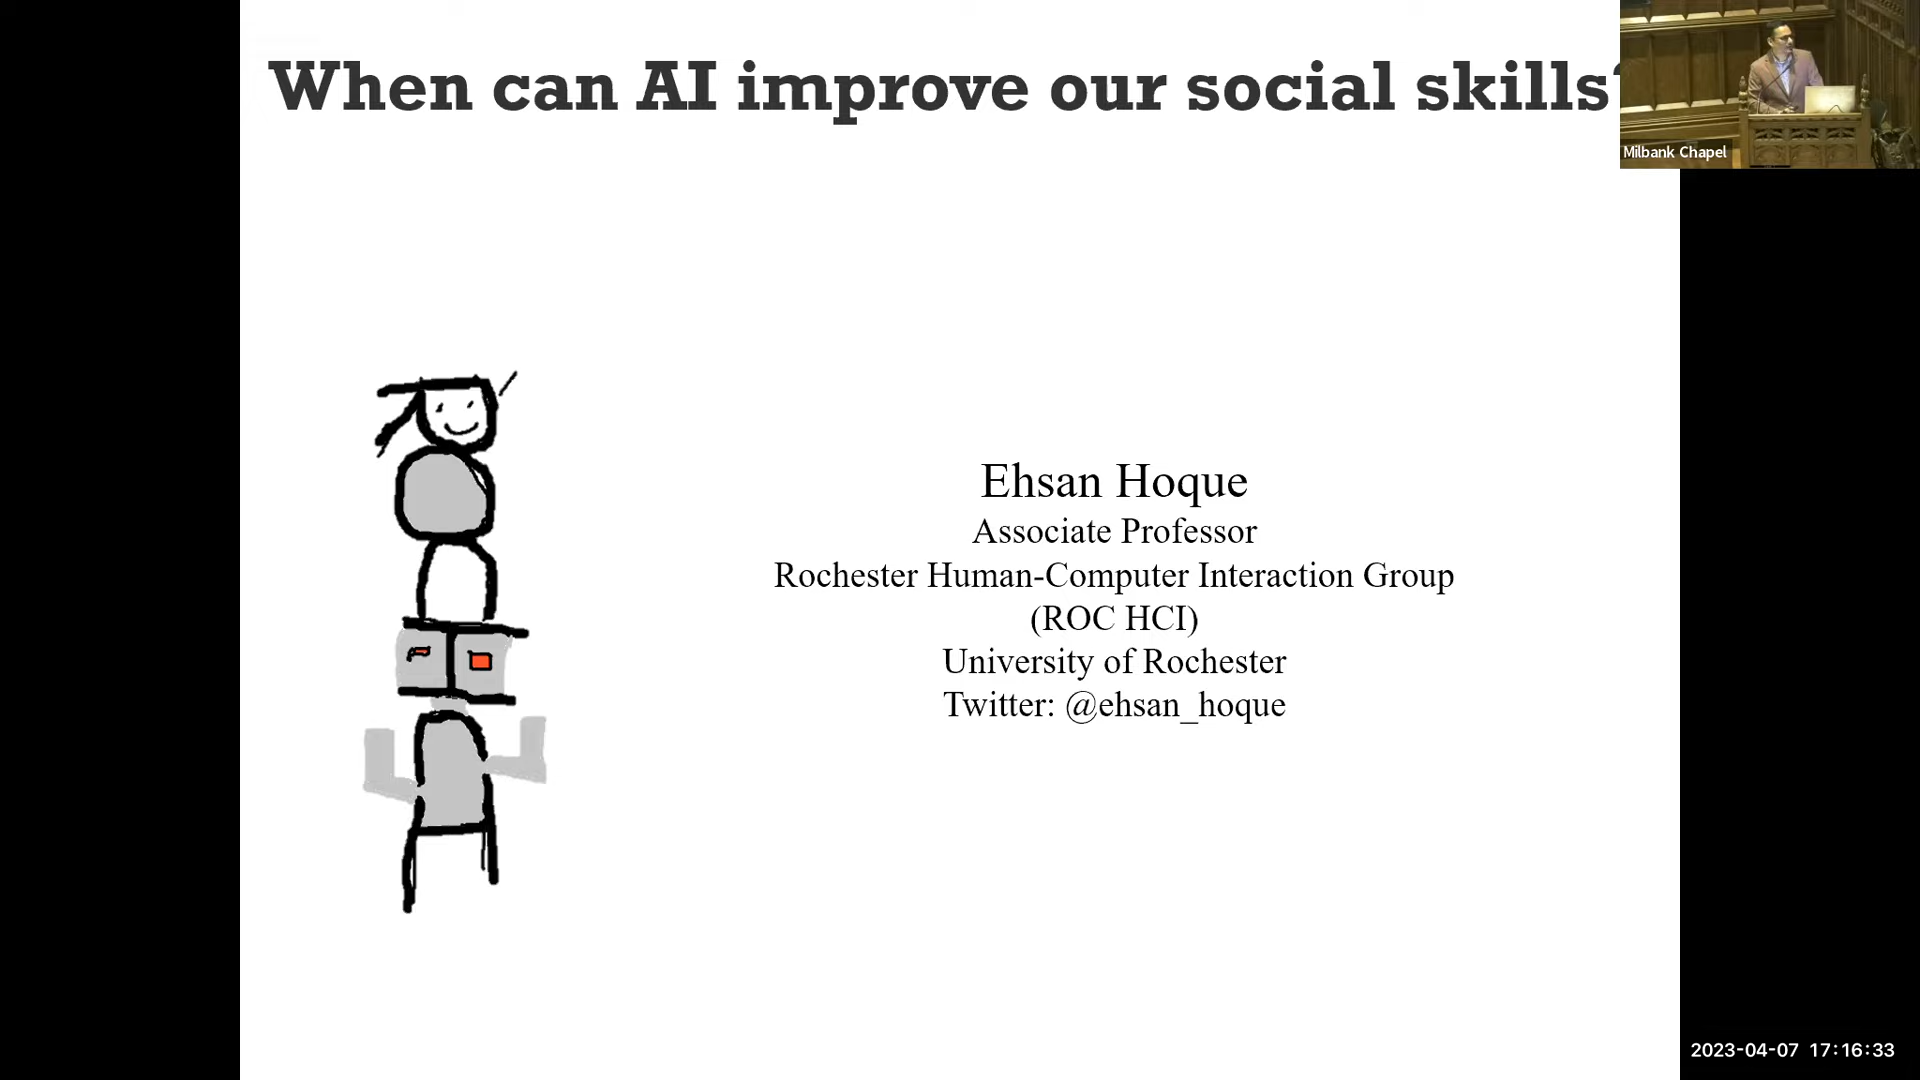 When can AI improve our social skills?
Milbank Chapel
Ehsan Hoque
Associate Professor
Rochester Human-Computer Interaction Group
(ROC HCI)
University of Rochester
Twitter: @ehsan_hoque
2023-04-07 17:16:33